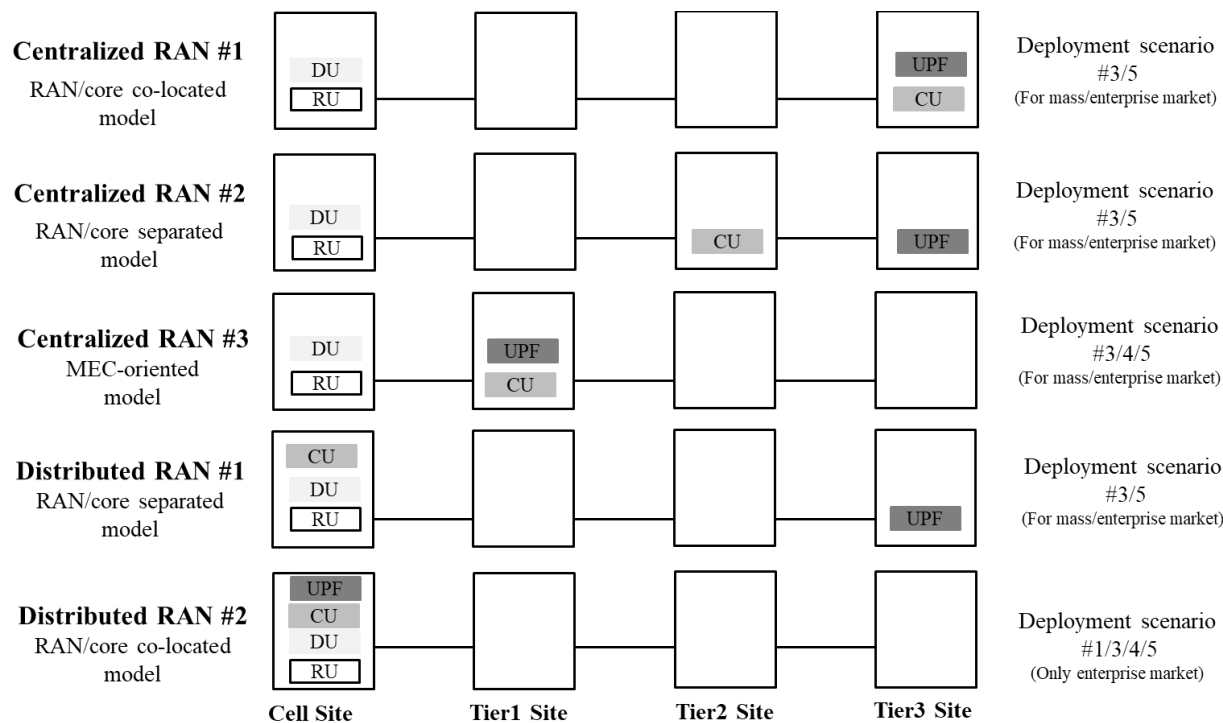 Centralized RAN #1
RAN/core co-located
model
DU
RU
UPF
CU
Deployment scenario
#3/5
(For mass/enterprise market)
Centralized RAN #2
RAN/core separated
model
DU
RU
CU
UPF
Deployment scenario
#3/5
(For mass/enterprise market)
Centralized RAN #3
MEC-oriented
model
DU
RU
UPF
CU
Deployment scenario
#3/4/5
(For mass/enterprise market)
Distributed RAN #1
RAN/core separated
model
CU
DU
RU
UPF
Deployment scenario
#3/5
(For mass/enterprise market)
Distributed RAN #2
RAN/core co-located
model
UPF
CU
DU
RU
Deployment scenario
#1/3/4/5
(Only enterprise market)
Cell Site
Tier1 Site
Tier2 Site
Tier3 Site